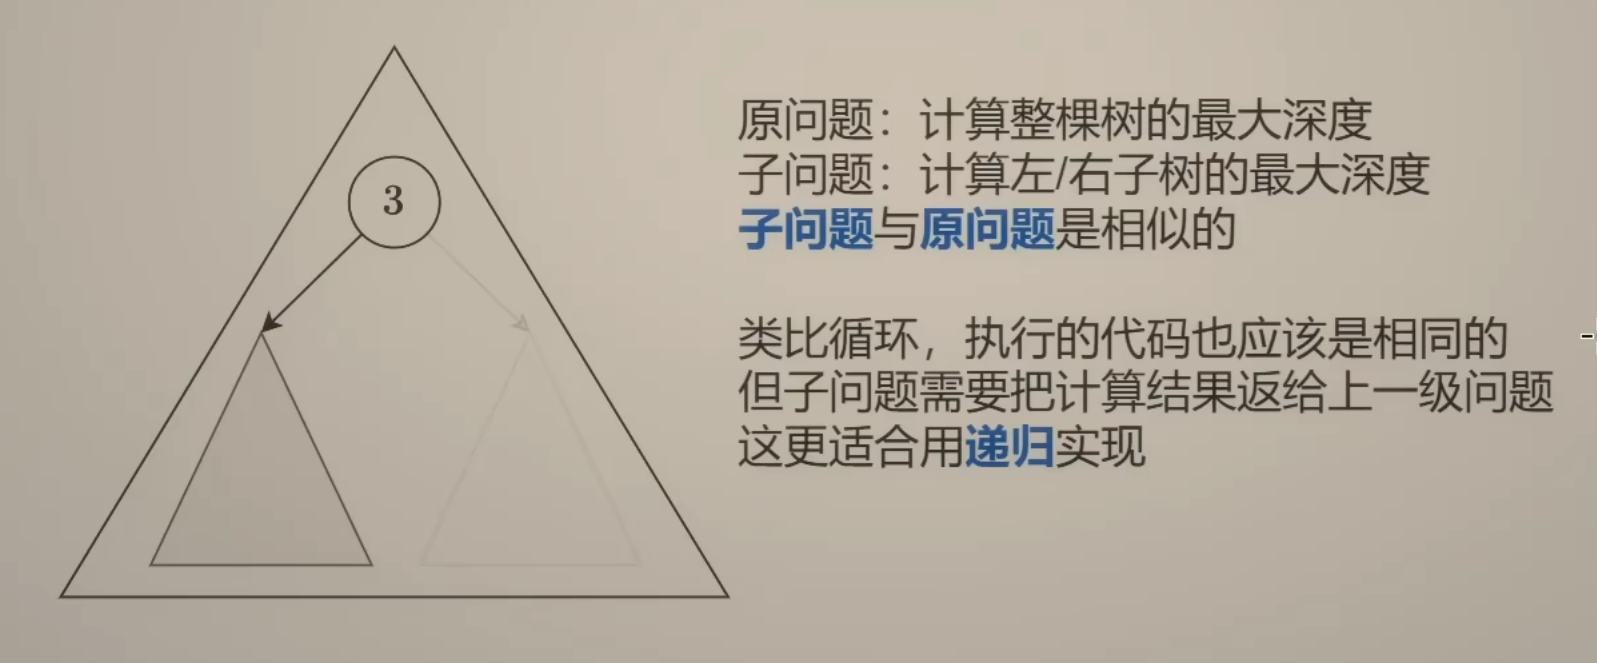 3
原问题：计算整棵树的最大深度
子问题：计算左/右子树的最大深度
子问题与原问题是相似的
类比循环，执行的代码也应该是相同的
但子问题需要把计算结果返给上一级问题
这更适合用递归实现